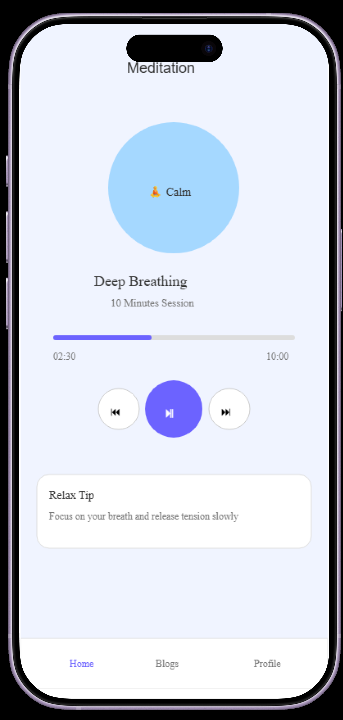 Meditation
🧘 Calm
Deep Breathing
10 Minutes Session
02:30 10:00
Relax Tip
Focus on your breath and release tension slowly
Home Blogs Profile